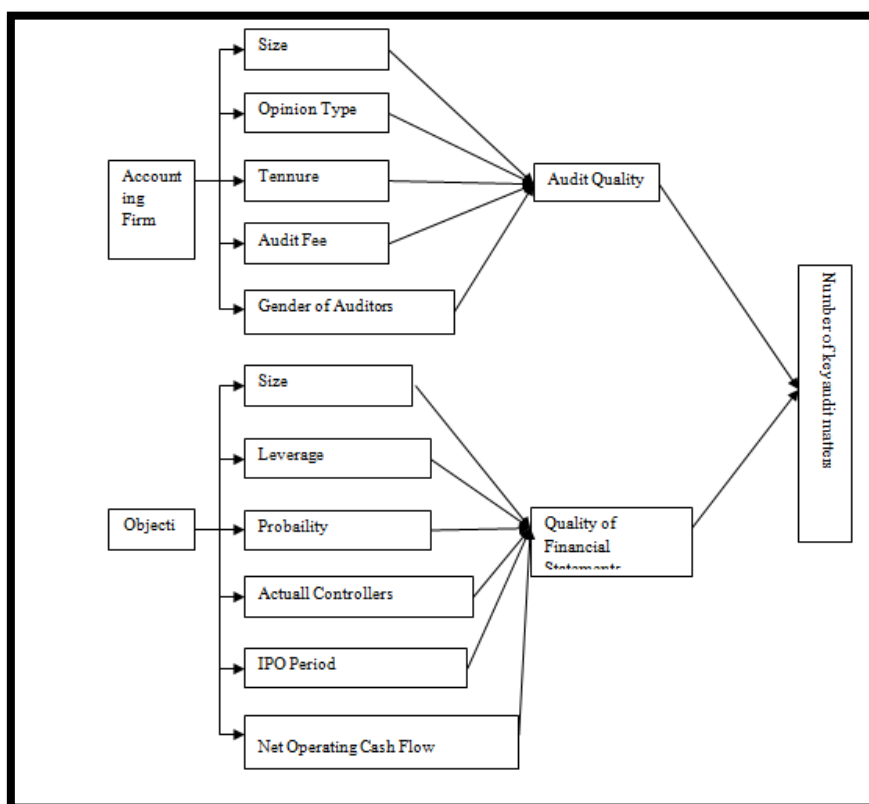 Size
Opinion Type
Account
ing
Firm
Tennure
Audit Fee
Gender of Auditors
Audit Quality
Number of key audit matters
Size
Leverage
Objecti
Probaility
Actuall Controllers
IPO Period
Net Operating Cash Flow
Quality of
Financial
Statements